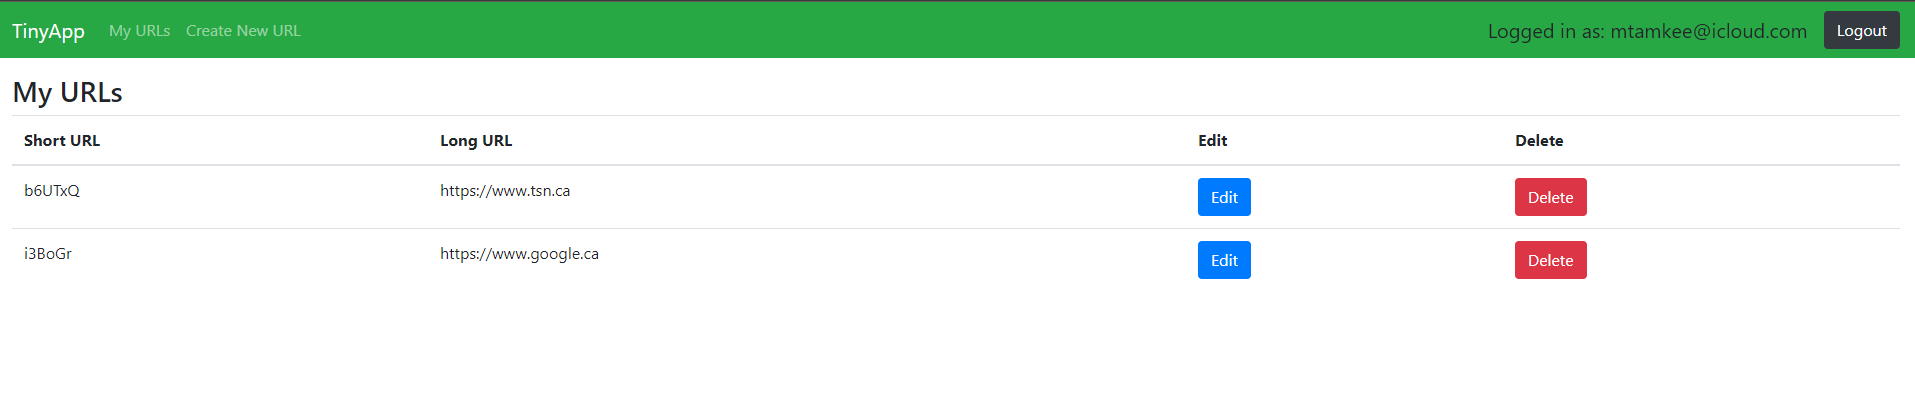 TinyApp My URLs Create New URL Logged in as: mtamkee@icloud.com Logout
My URLs
Short URL Long URL Edit Delete
b6UTxQ https://www.tsn.ca Edit Delete
i3BoGr https://www.google.ca Edit Delete